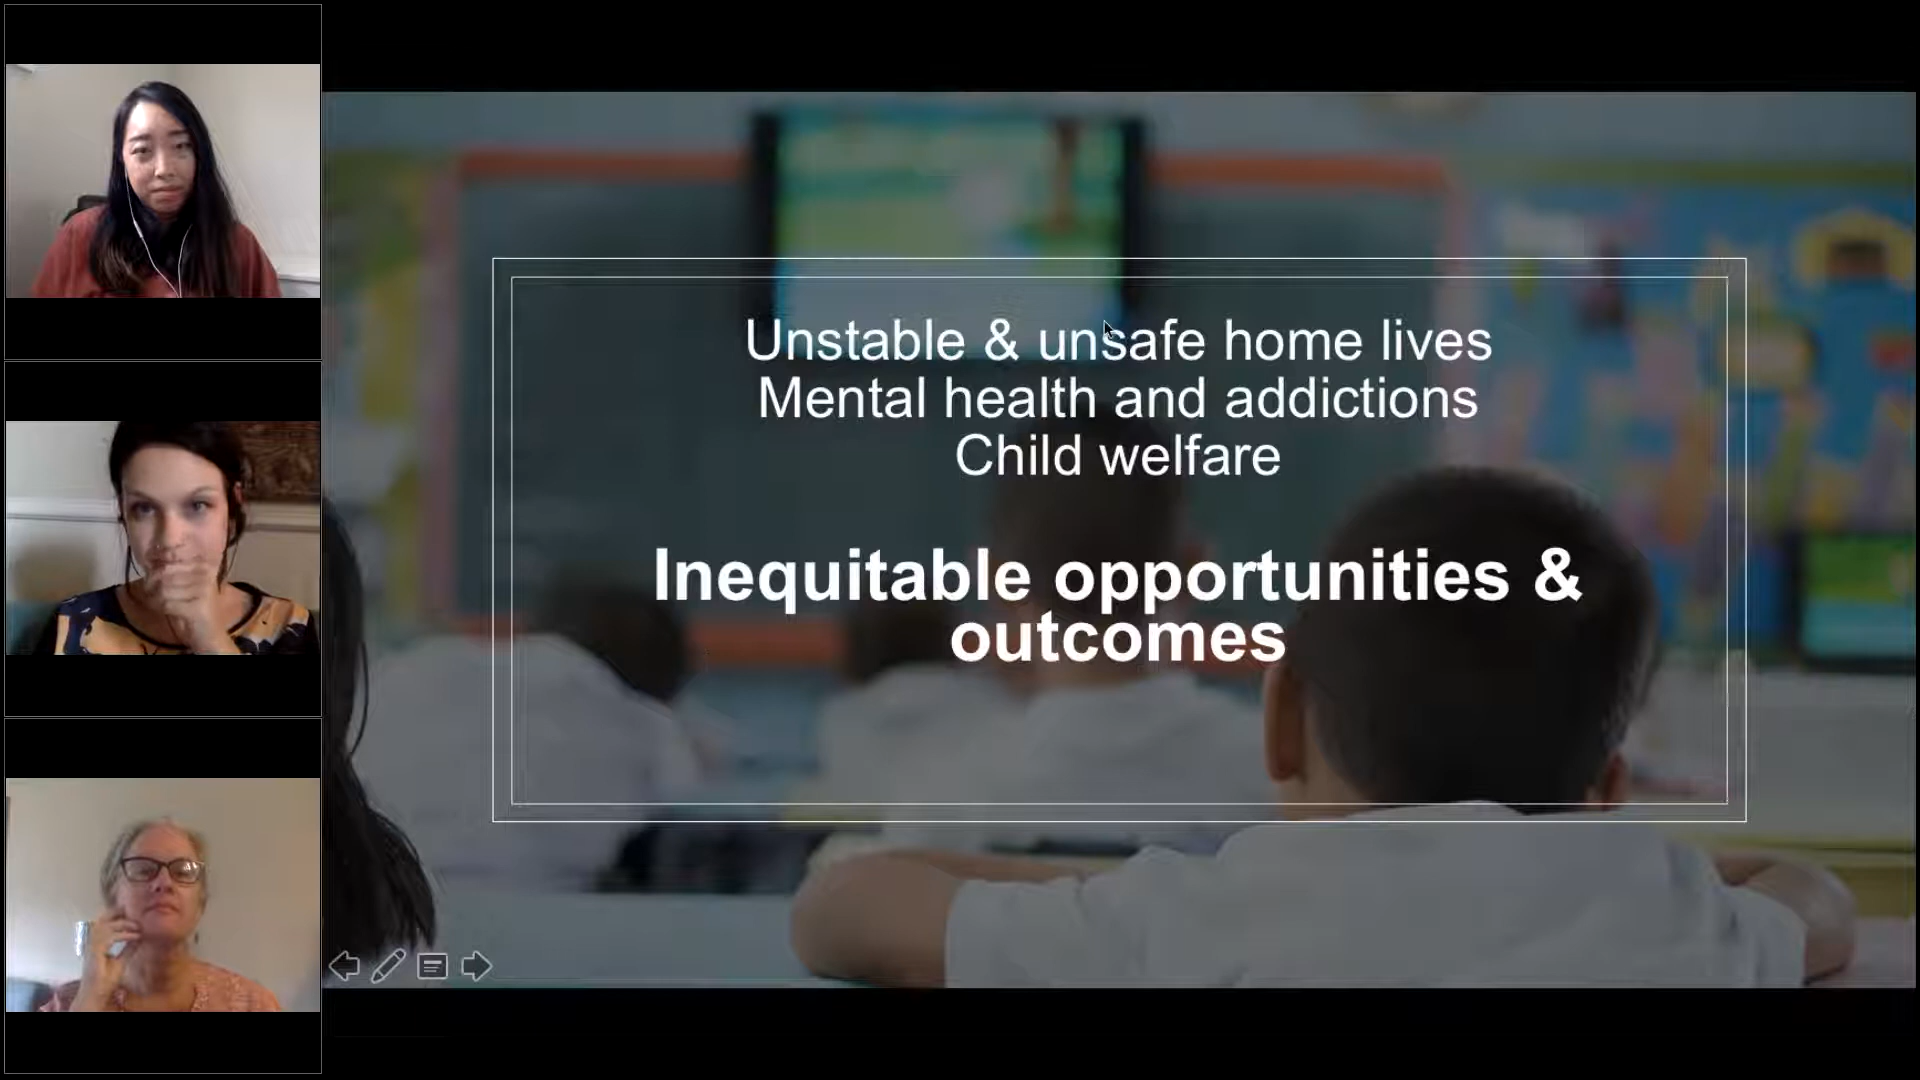 Unstable & unsafe home lives
Mental health and addictions
Child welfare
Inequitable opportunities &
outcomes